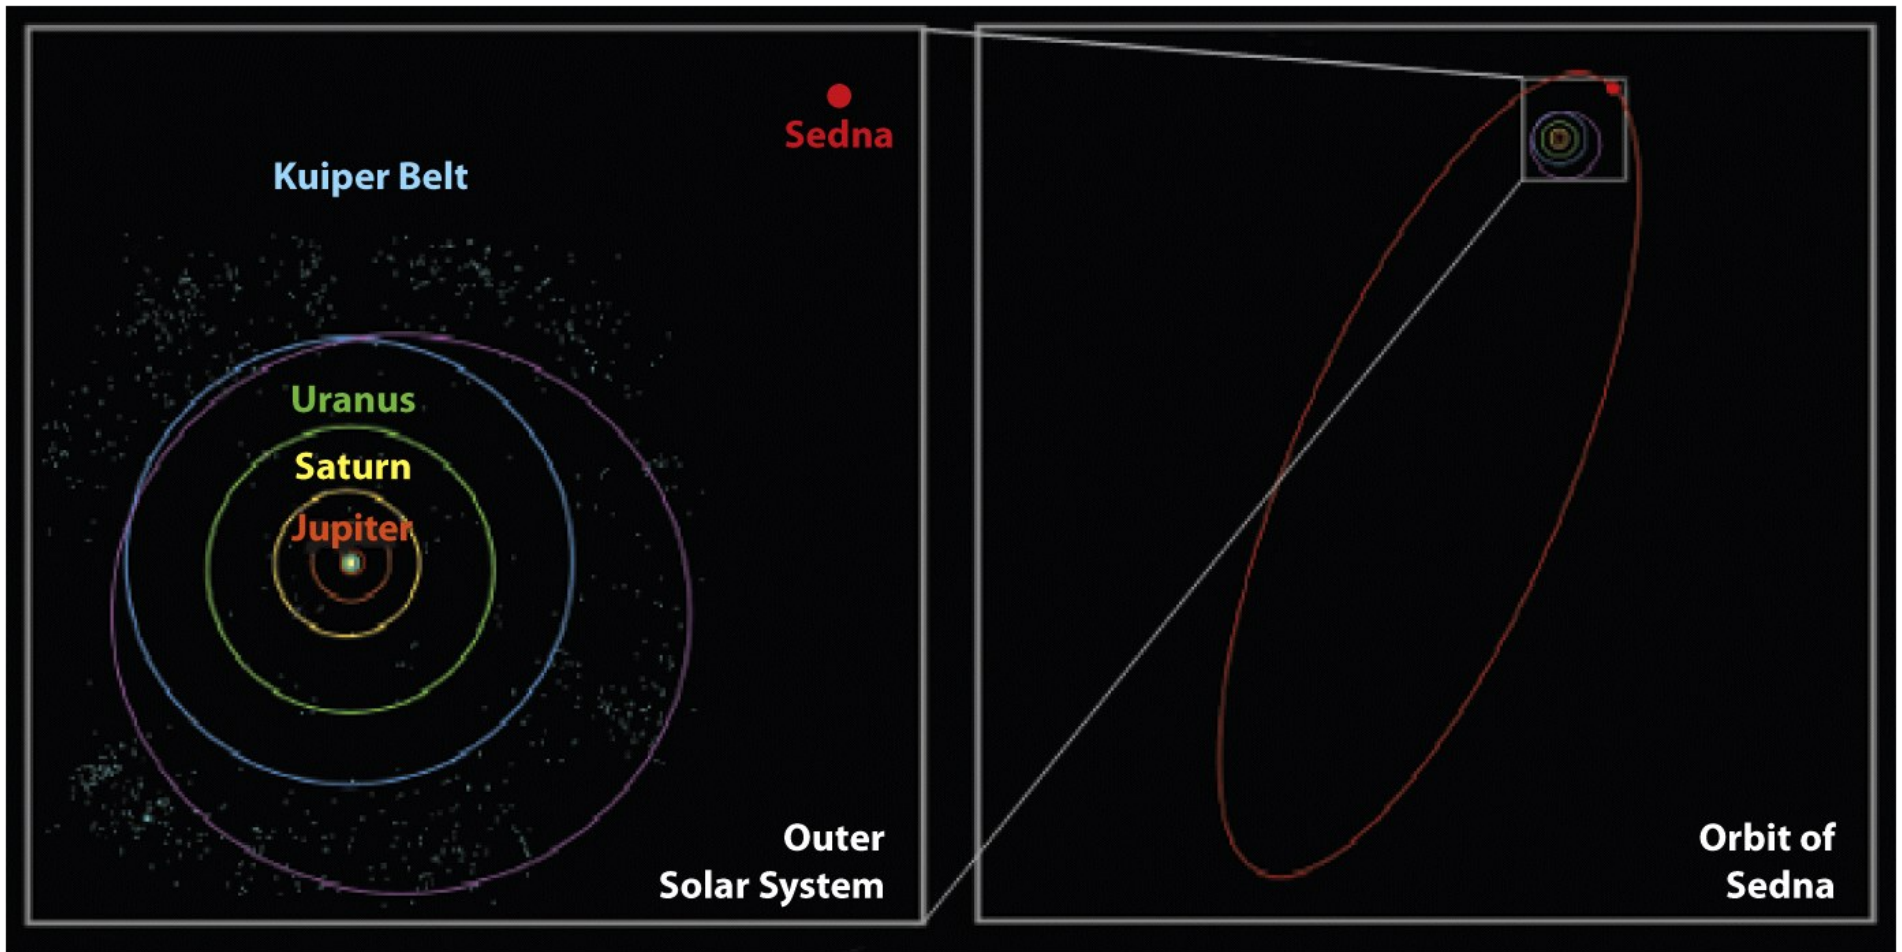 Sedna
Kuiper Belt
Uranus
Saturn
Jupiter
Outer
Solar System
Orbit of
Sedna